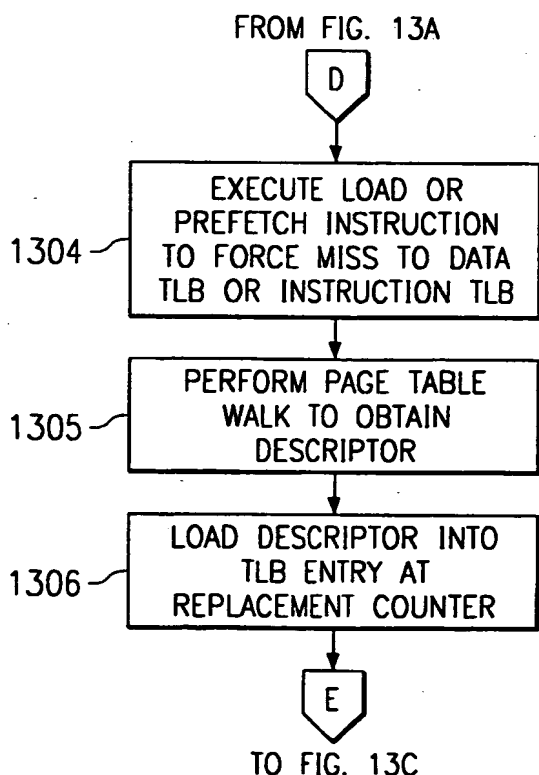 FROM FIG. 13A
D
EXECUTE LOAD OR
PREFETCH INSTRUCTION
1304 TO FORCE MISS TO DATA
TLB OR INSTRUCTION TLB
PERFORM PAGE TABLE
1305 WALK TO OBTAIN
DESCRIPTOR
LOAD DESCRIPTOR INTO
1306 TLB ENTRY AT
REPLACEMENT COUNTER
E
TO FIG. 13C